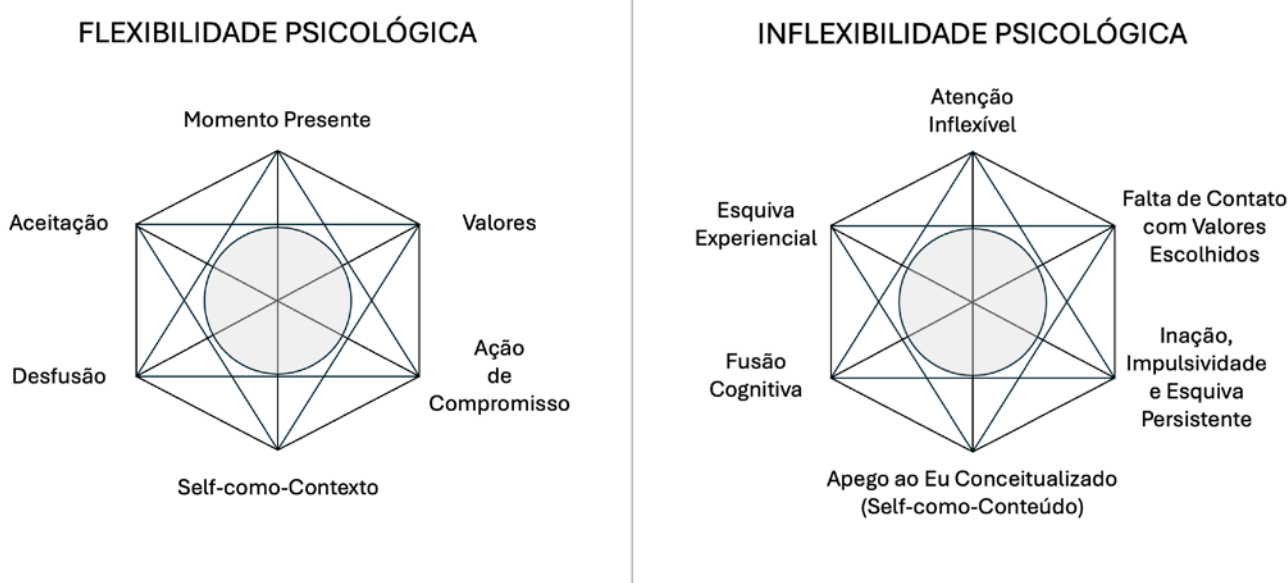 FLEXIBILIDADE PSICOLÓGICA
Momento Presente
Aceitação
Valores
Desfusão
Ação
de
Compromisso
Self-como-Contexto
INFLEXIBILIDADE PSICOLÓGICA
Atenção
Inflexível
Esquiva
Experiencial
Falta de Contato
com Valores
Escolhidos
Fusão
Cognitiva
Inação,
Impulsividade
e Esquiva
Persistente
Apego ao Eu Conceitualizado
(Self-como-Conteúdo)